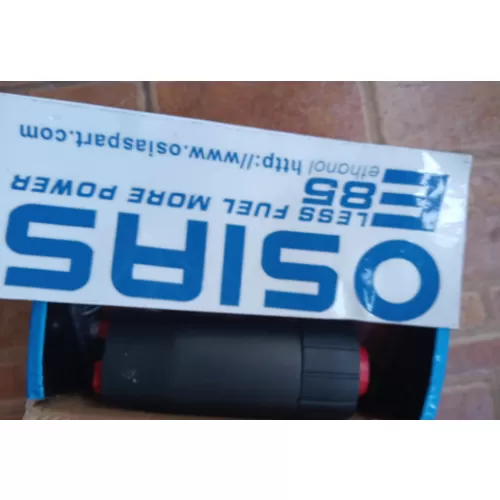 OSIAS
LESS FUEL MORE POWER
E85
ethanol http://www.osiaspart.com